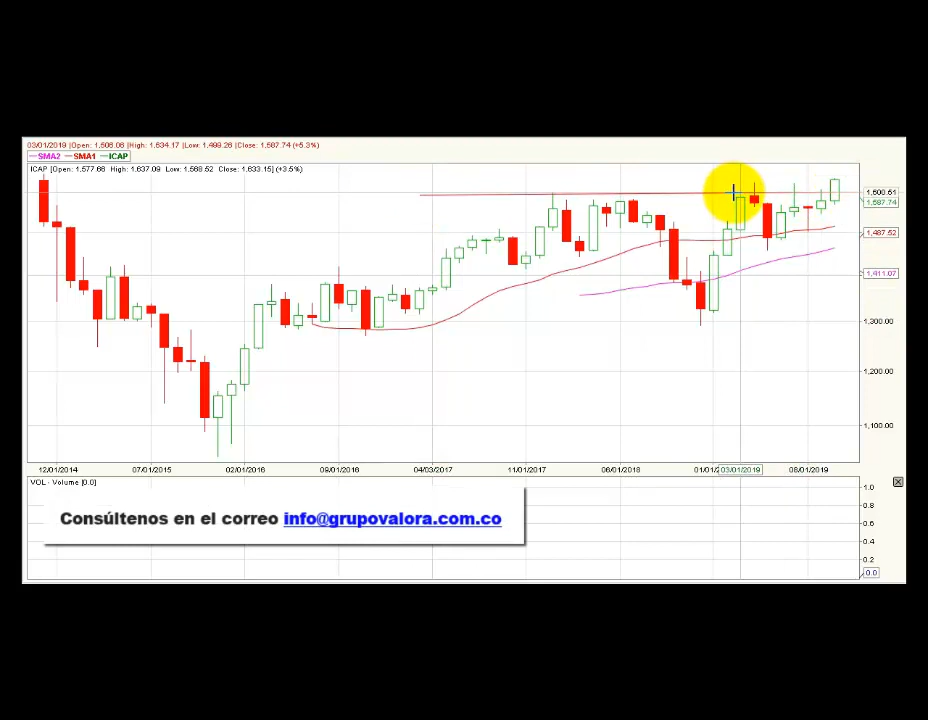 03/01/2019 |Open: 1,506.06 |High: 1,634.17 |Low: 1,499.26 |Close: 1,587.74 (+5.3%)
SMA2 SMA1 ICAP
ICAP [Open: 1,577.66 High: 1,637.09 Low: 1,568.52 Close: 1,633.15] (+3.5%)
1,587.74
1,487.52
1,411.07
1,300.00
1,200.00
1,100.00
12/01/2014 07/01/2015 02/01/2016 09/01/2016 04/03/2017 11/01/2017 06/01/2018 03/01/2019 08/01/2019
VOL - Volume [0.0]
1.0
0.8
0.6
0.4
0.2
0.0
Consúltenos en el correo info@grupovalora.com.co